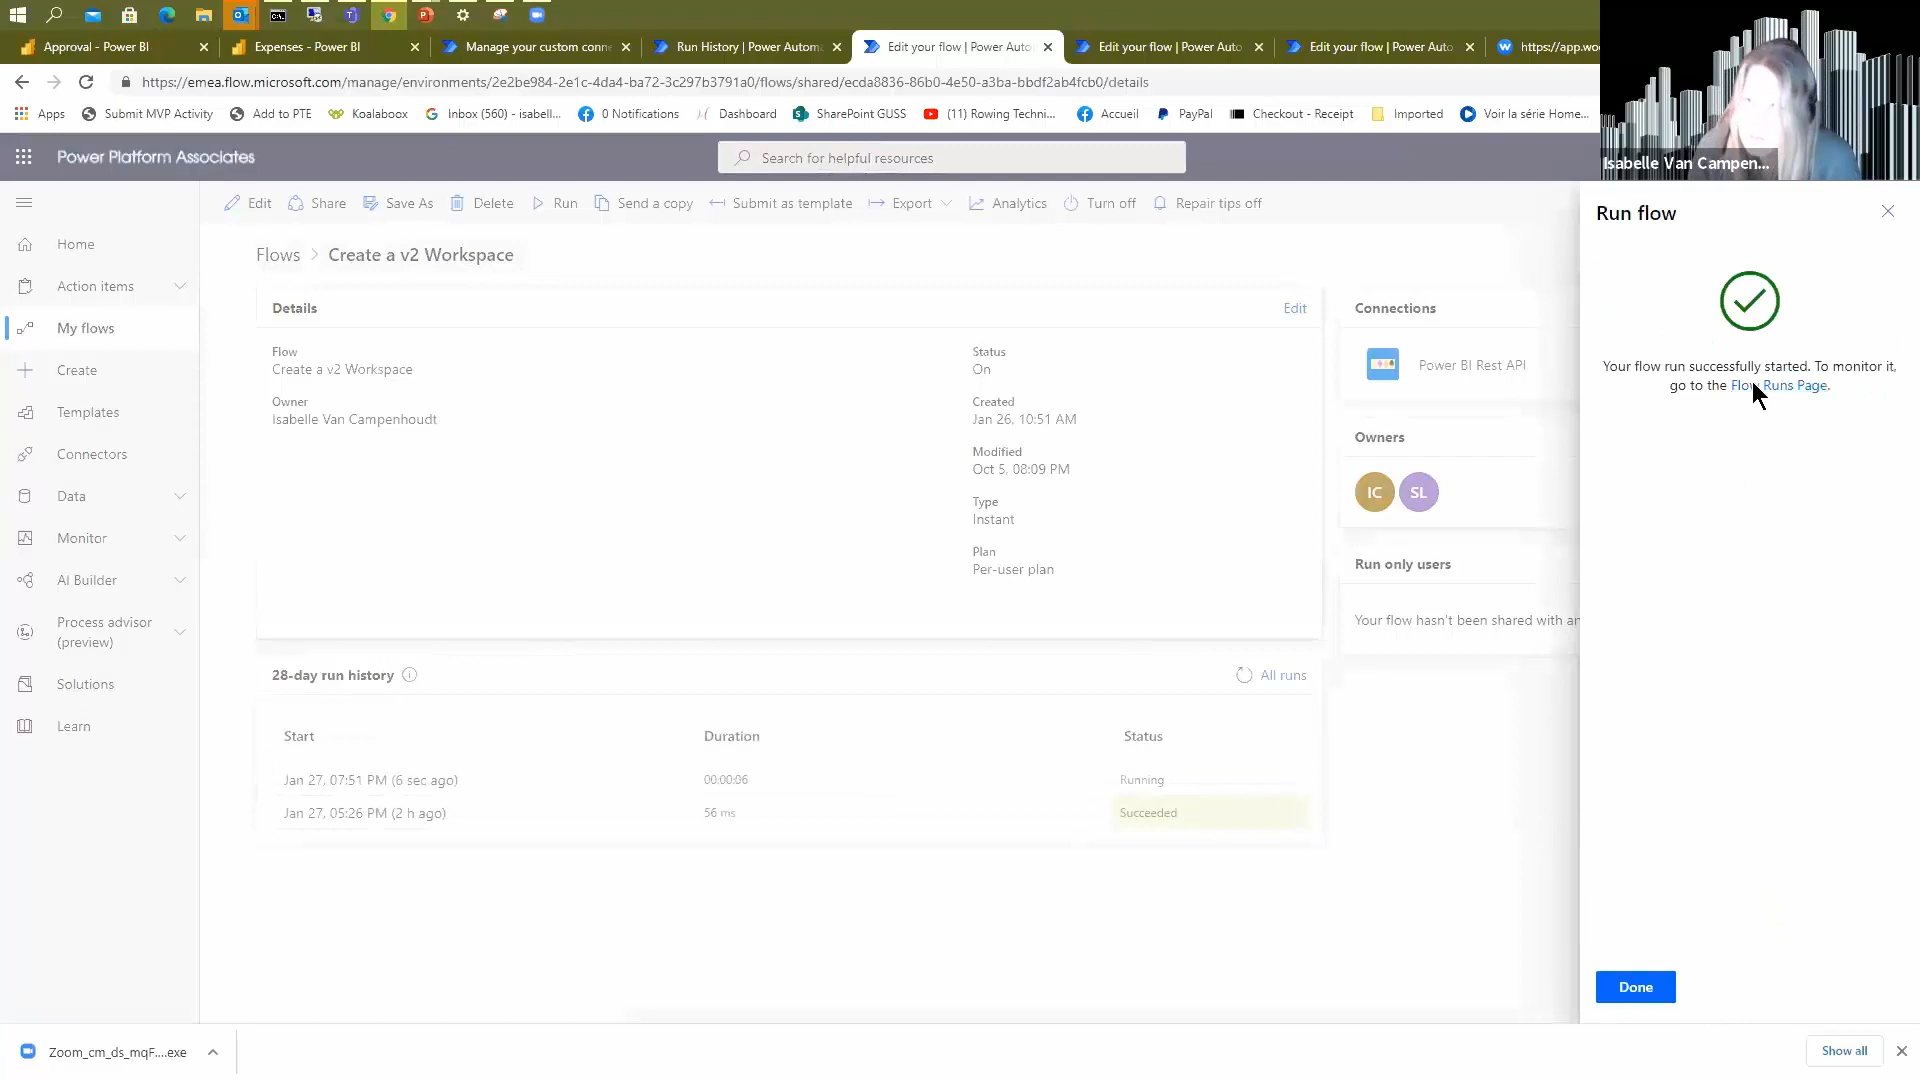 Approval - Power BI
Expenses - Power BI
Manage your custom conne
Run History | Power Automa
Edit your flow | Power Auto
Edit your flow | Power Auto
Edit your flow | Power Auto
https://app.wo
https://emea.flow.microsoft.com/manage/environments/2e2be984-2e1c-4da4-ba72-3c297b3791a0/flows/shared/ecda8836-86b0-4e50-a3ba-bbdf2ab4fcb0/details
Apps
Submit MVP Activity
Add to PTE
Koalaboox
Inbox (560) - isabell...
0 Notifications
Dashboard
SharePoint GUSS
(11) Rowing Techni...
Accueil
PayPal
Checkout - Receipt
Imported
Voir la série Home...
Isabelle Van Campen...
Power Platform Associates
Search for helpful resources
Edit
Share
Save As
Delete
Run
Send a copy
Submit as template
Export
Analytics
Turn off
Repair tips off
Run flow
Home
Action items
My flows
Create
Templates
Connectors
Data
Monitor
AI Builder
Process advisor
(preview)
Solutions
Learn
Flows > Create a v2 Workspace
Details
Edit
Flow
Create a v2 Workspace
Owner
Isabelle Van Campenhoudt
Status
On
Created
Jan 26, 10:51 AM
Modified
Oct 5, 08:09 PM
Type
Instant
Plan
Per-user plan
Connections
Power BI Rest API
Owners
IC
SL
Run only users
Your flow hasn't been shared with an
28-day run history
All runs
Start
Duration
Status
Jan 27, 07:51 PM (6 sec ago)
00:00:06
Running
Jan 27, 05:26 PM (2 h ago)
56 ms
Succeeded
Your flow run successfully started. To monitor it,
go to the Flow Runs Page.
Done
Zoom_cm_ds_mqF....exe
Show all